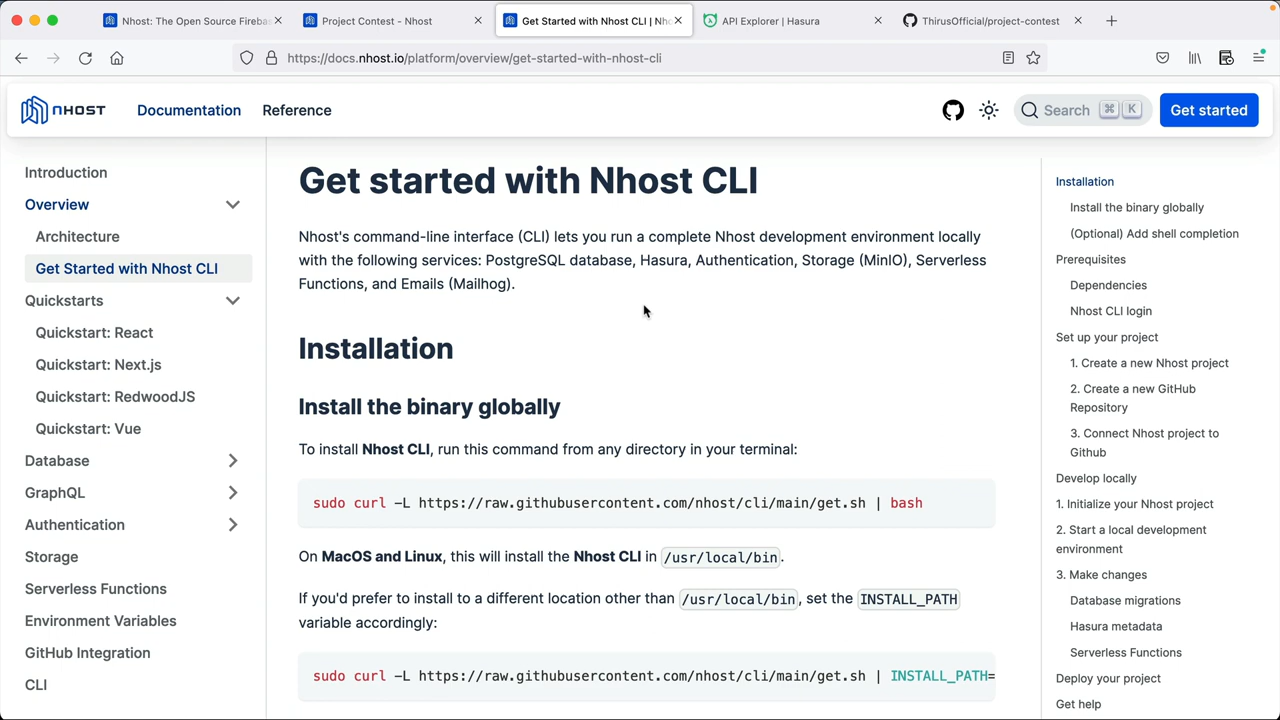 Nhost: The Open Source Fireba
Project Contest - Nhost
Get Started with Nhost CLI | Nh
API Explorer | Hasura
ThirusOfficial/project-contest
https://docs.nhost.io/platform/overview/get-started-with-nhost-cli
nHOST
Documentation
Reference
Search
⌘
K
Get started
Introduction
Overview
Architecture
Get Started with Nhost CLI
Quickstarts
Quickstart: React
Quickstart: Next.js
Quickstart: RedwoodJS
Quickstart: Vue
Database
GraphQL
Authentication
Storage
Serverless Functions
Environment Variables
GitHub Integration
CLI
Get started with Nhost CLI
Nhost's command-line interface (CLI) lets you run a complete Nhost development environment locally
with the following services: PostgreSQL database, Hasura, Authentication, Storage (MinIO), Serverless
Functions, and Emails (Mailhog).
Installation
Install the binary globally
To install Nhost CLI, run this command from any directory in your terminal:
sudo curl -L https://raw.githubusercontent.com/nhost/cli/main/get.sh | bash
On MacOS and Linux, this will install the Nhost CLI in /usr/local/bin.
If you'd prefer to install to a different location other than /usr/local/bin, set the INSTALL_PATH
variable accordingly:
sudo curl -L https://raw.githubusercontent.com/nhost/cli/main/get.sh | INSTALL_PATH=
Installation
Install the binary globally
(Optional) Add shell completion
Prerequisites
Dependencies
Nhost CLI login
Set up your project
1. Create a new Nhost project
2. Create a new GitHub
Repository
3. Connect Nhost project to
Github
Develop locally
1. Initialize your Nhost project
2. Start a local development
environment
3. Make changes
Database migrations
Hasura metadata
Serverless Functions
Deploy your project
Get help